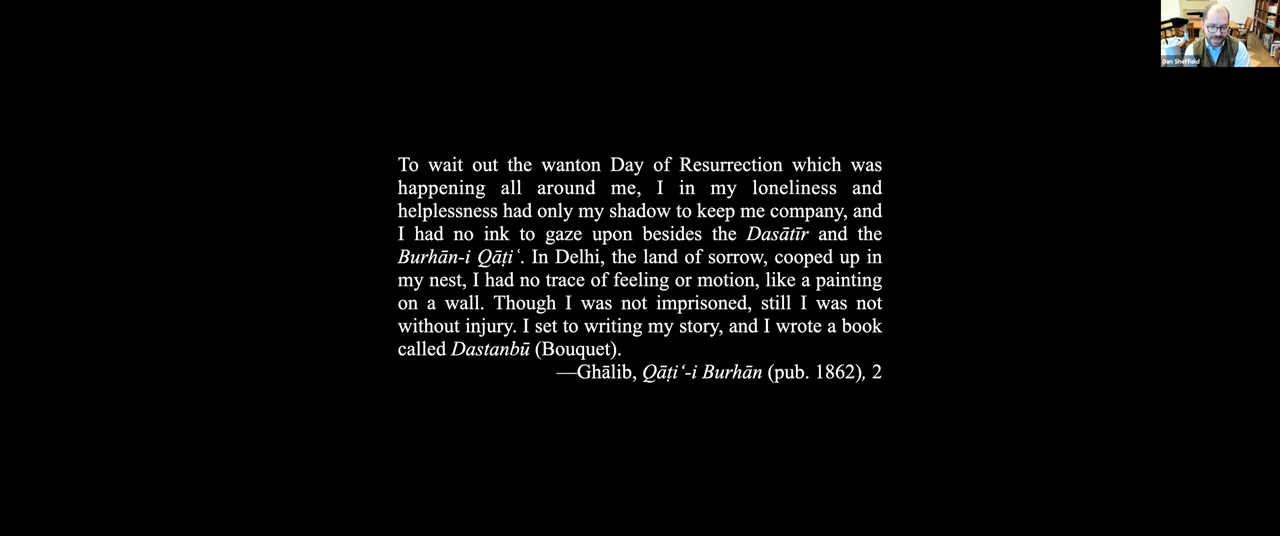 To wait out the wanton Day of Resurrection which was
happening all around me, I in my loneliness and
helplessness had only my shadow to keep me company, and
I had no ink to gaze upon besides the Dasātīr and the
Burhān-i Qāṭiʿ. In Delhi, the land of sorrow, cooped up in
my nest, I had no trace of feeling or motion, like a painting
on a wall. Though I was not imprisoned, still I was not
without injury. I set to writing my story, and I wrote a book
called Dastanbū (Bouquet).
—Ghālib, Qāṭiʻ-i Burhān (pub. 1862), 2
Dan Sheffield